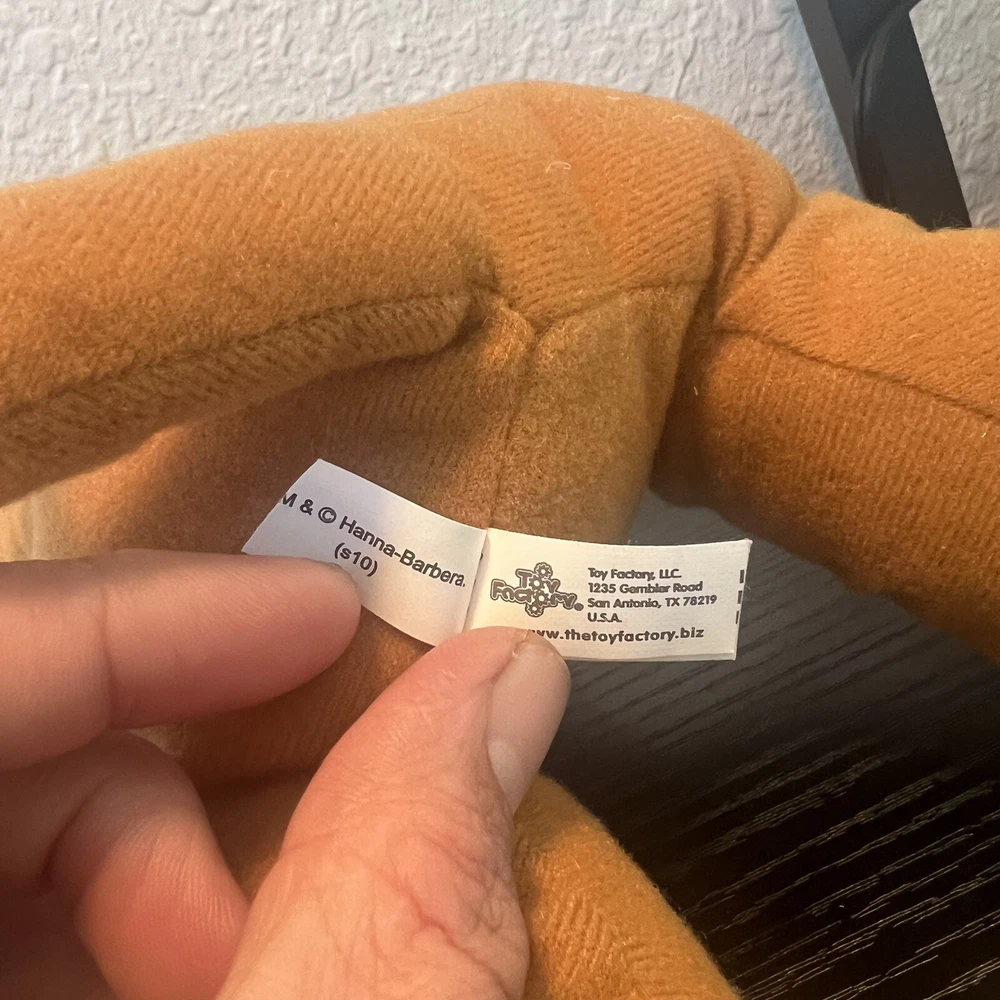 M & © Hanna-Barbera.
(s10)
Toy
Factory®
Toy Factory, LLC.
1235 Gembler Road
San Antonio, TX 78219
U.S.A.
www.thetoyfactory.biz